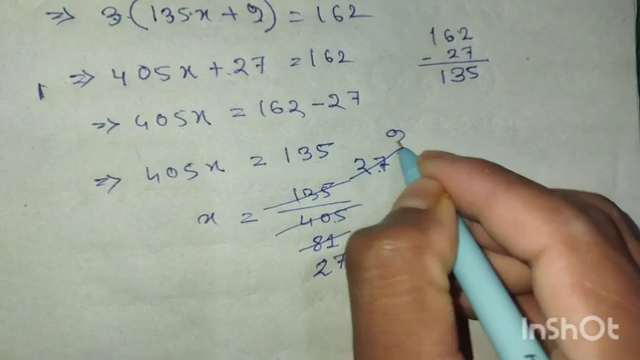 ⇒ 3(135x + 9) = 162
⇒ 405x + 27 = 162
⇒ 405x = 162 - 27
⇒ 405x = 135
x = 135 27 9
405
81
27
162
- 27
135
InShOt